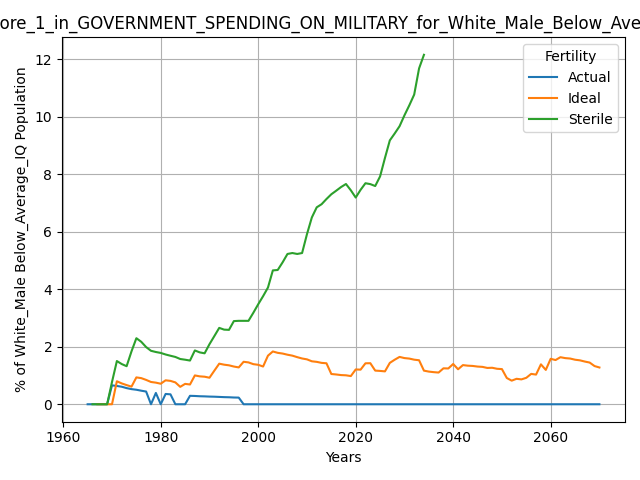 ore_1_in_GOVERNMENT_SPENDING_ON_MILITARY_for_White_Male_Below_Ave
Fertility
Actual
Ideal
Sterile
% of White_Male Below_Average_IQ Population
12
10
8
6
4
2
0
1960 1980 2000 2020 2040 2060
Years